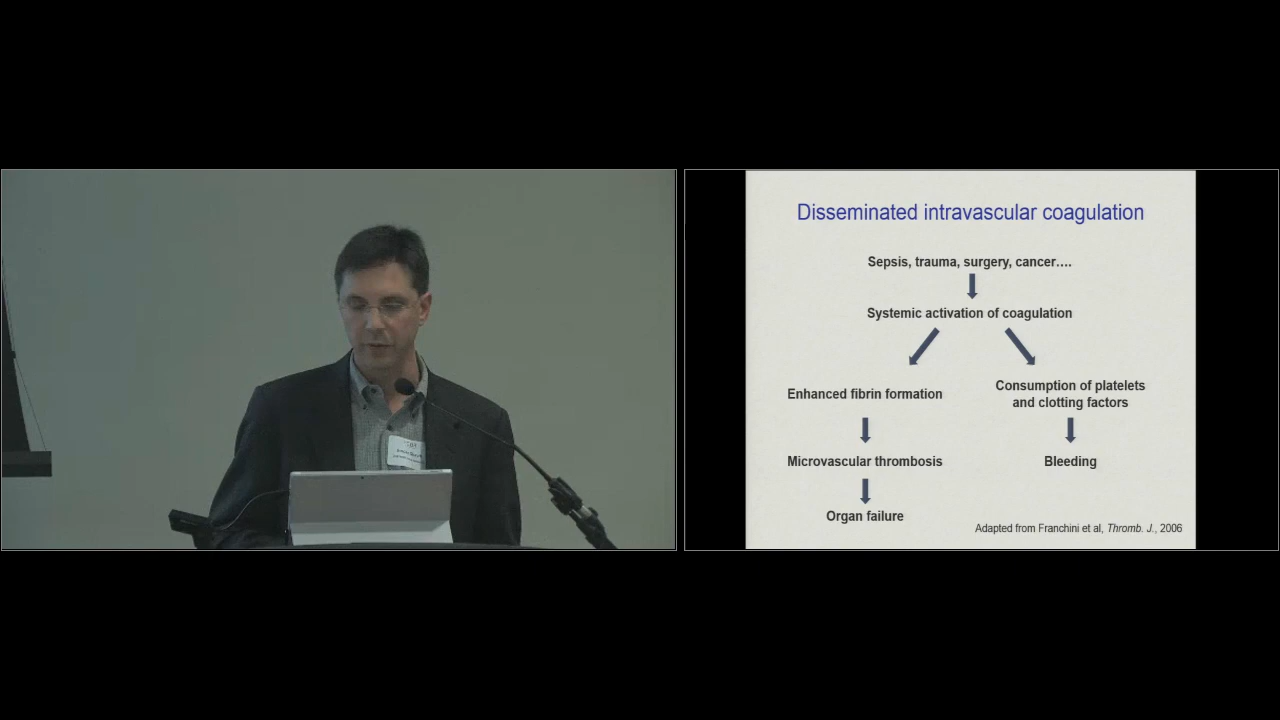 Disseminated intravascular coagulation
Sepsis, trauma, surgery, cancer....
Systemic activation of coagulation
Enhanced fibrin formation
Consumption of platelets
and clotting factors
Microvascular thrombosis
Bleeding
Organ failure
Adapted from Franchini et al, Thromb. J., 2006